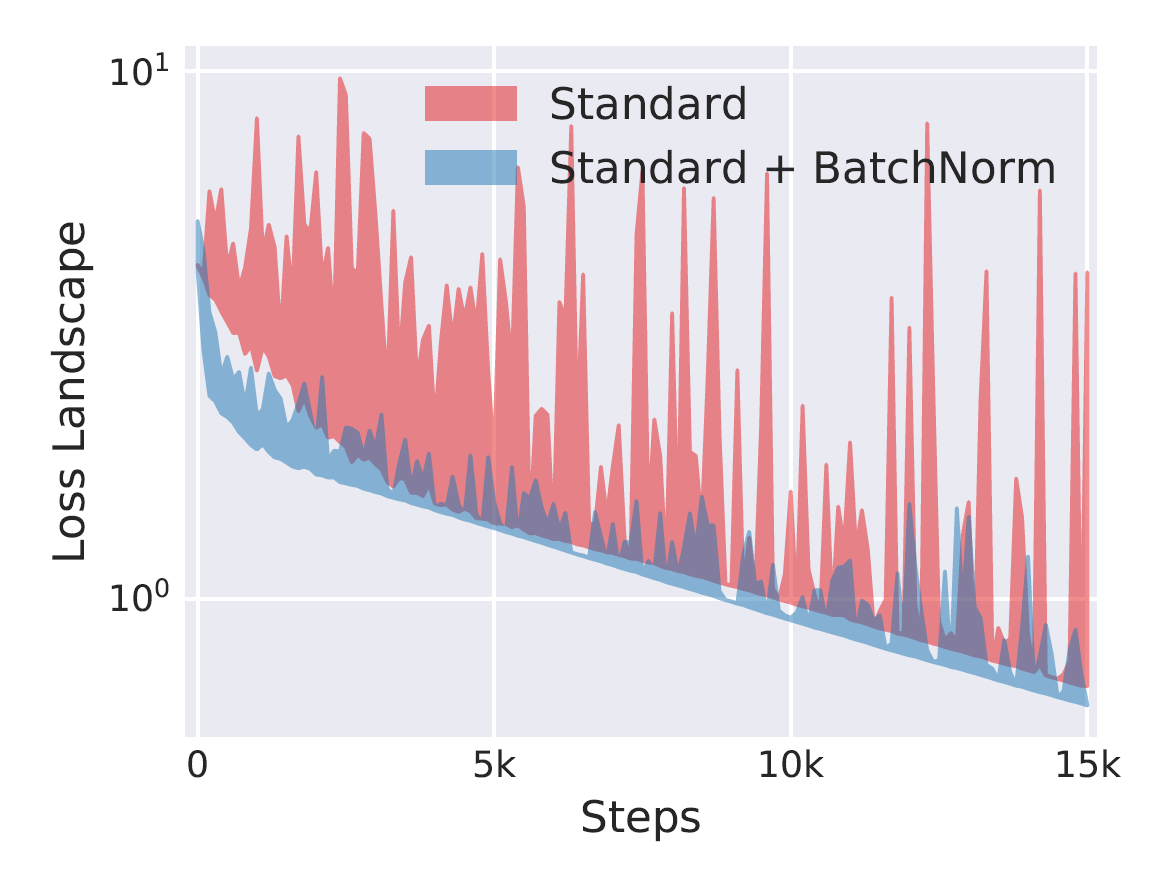 10¹
Standard
Standard + BatchNorm
Loss Landscape
10⁰
0 5k 10k 15k
Steps